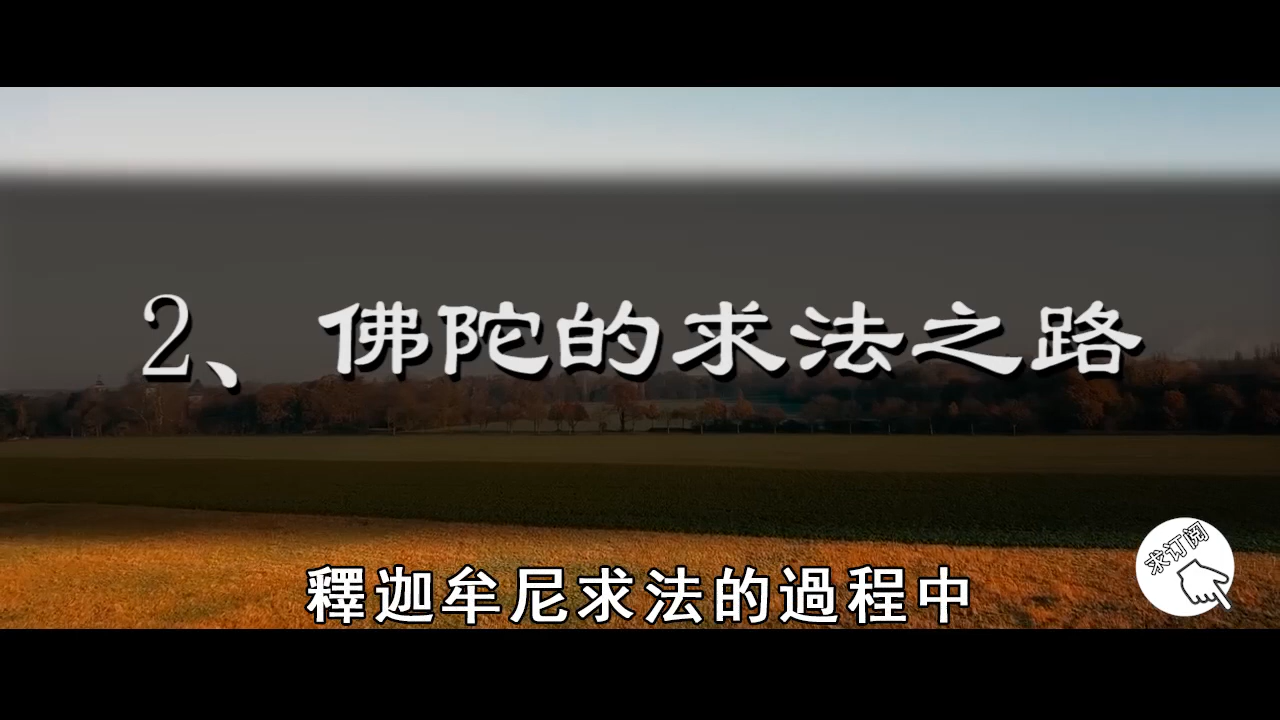 2、佛陀的求法之路
求订阅
釋迦牟尼求法的過程中